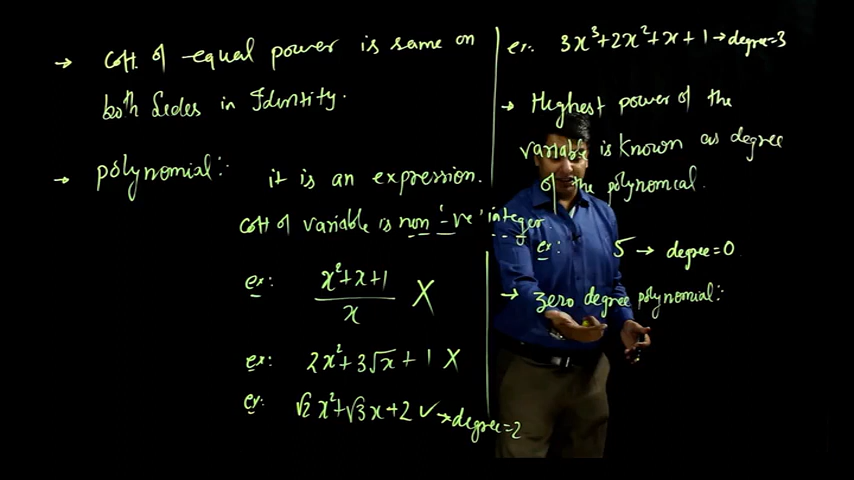 → Coff. of equal power is same on
both sides in Identity.
→ polynomial:- it is an expression.
Coff of variable is non '-ve' integer.
ex: x²+x+1 / x X
ex: 2x²+3√x+1 X
ex: √2x²+√3x+2 ✓→degree=2
ex:- 3x³+2x²+x+1→degree=3
→ Highest power of the
variable is known as degree
of the polynomial.
ex: 5 → degree=0
→ zero degree polynomial:-